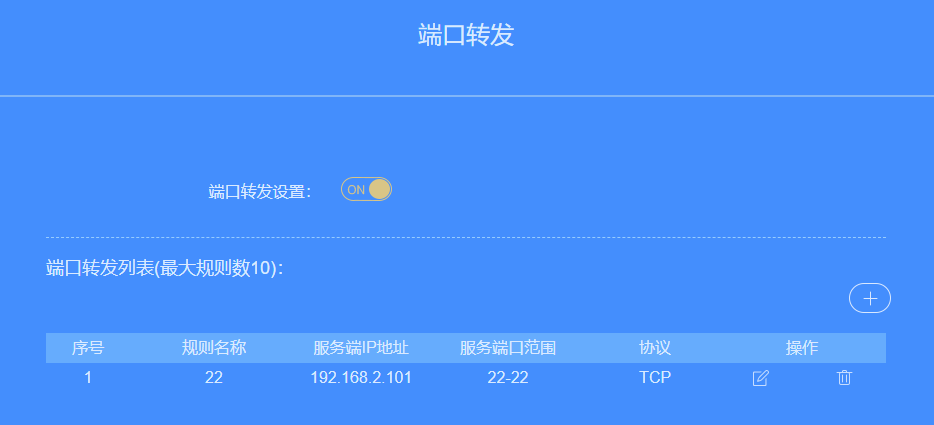 端口转发
端口转发设置：
ON
端口转发列表(最大规则数10)：
序号 规则名称 服务端IP地址 服务端口范围 协议 操作
1 22 192.168.2.101 22-22 TCP